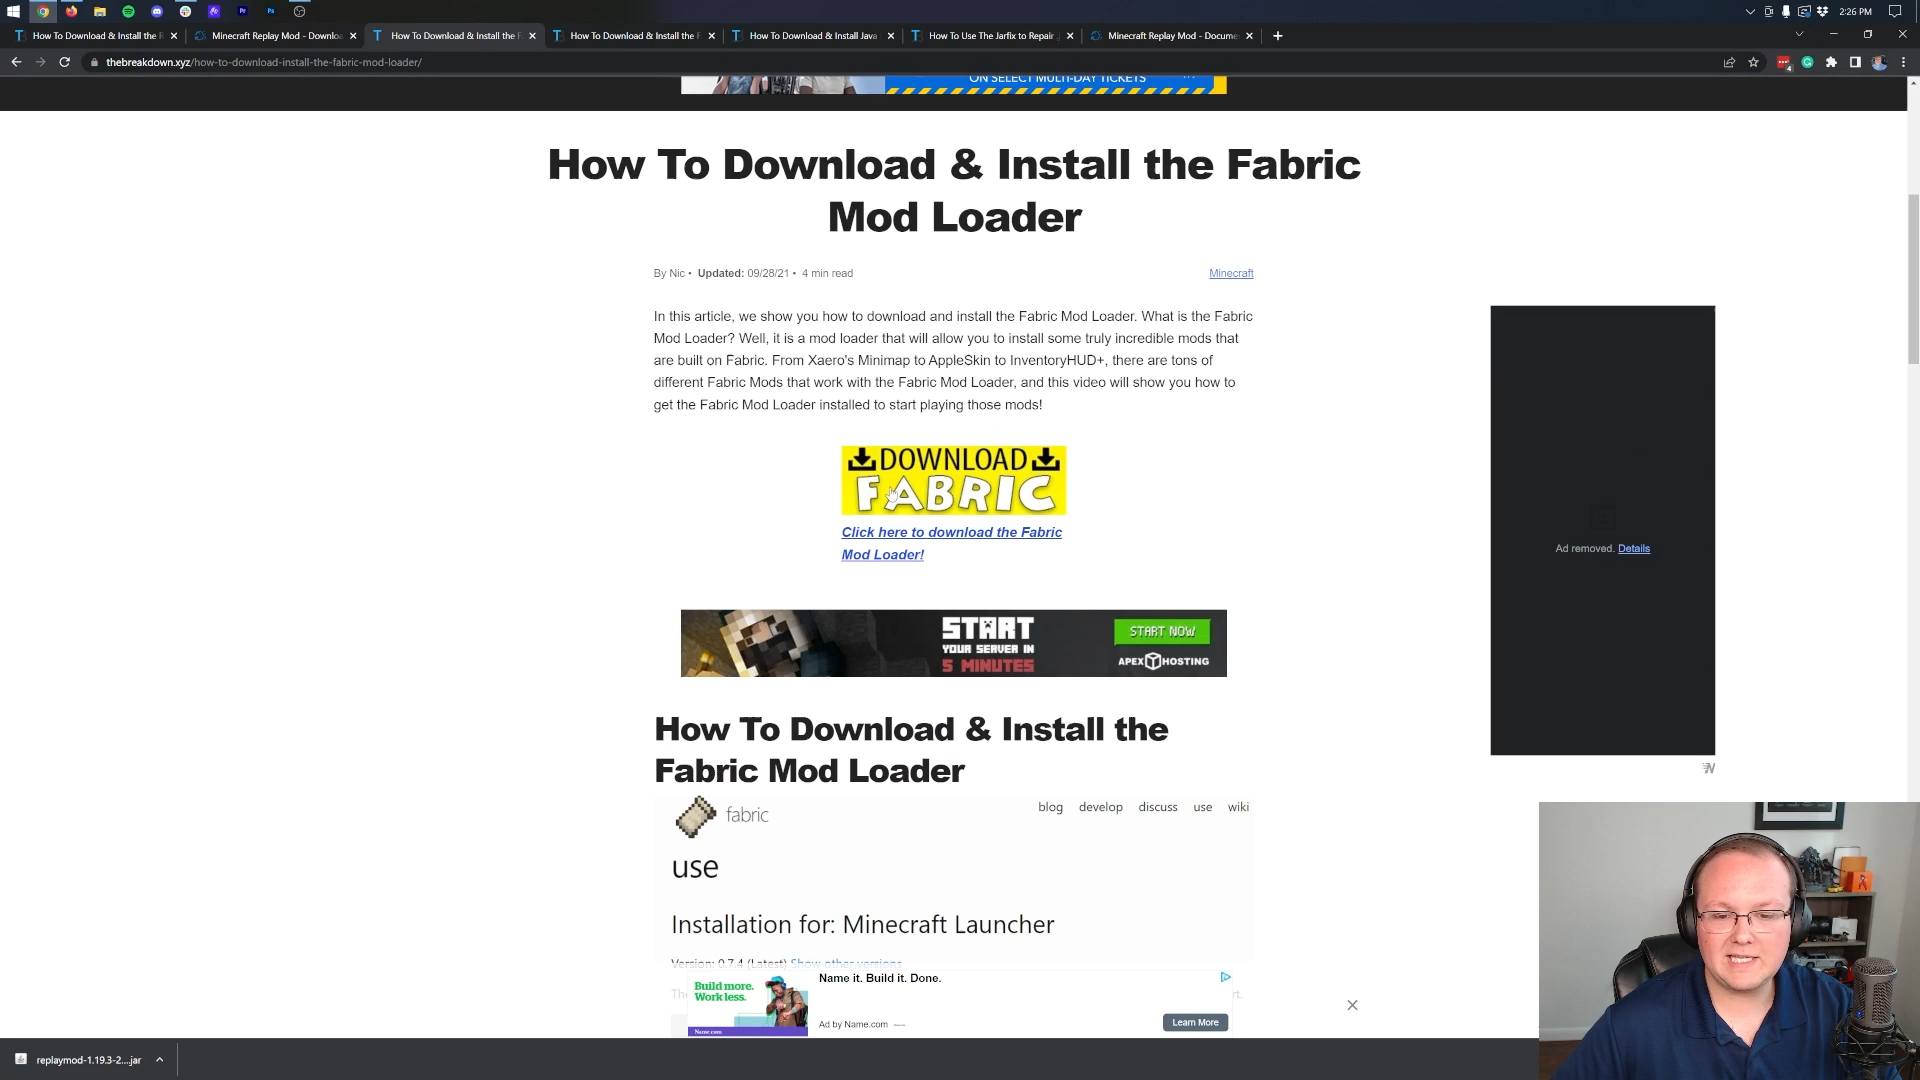 2:26 PM
How To Download & Install the F
Minecraft Replay Mod - Downlo
How To Download & Install the F
How To Download & Install the F
How To Download & Install Java
How To Use The Jarfix to Repair
Minecraft Replay Mod - Docume
thebreakdown.xyz/how-to-download-install-the-fabric-mod-loader/
ON SELECT MULTI-DAY TICKETS
How To Download & Install the Fabric
Mod Loader
By Nic • Updated: 09/28/21 • 4 min read
Minecraft
In this article, we show you how to download and install the Fabric Mod Loader. What is the Fabric
Mod Loader? Well, it is a mod loader that will allow you to install some truly incredible mods that
are built on Fabric. From Xaero's Minimap to AppleSkin to InventoryHUD+, there are tons of
different Fabric Mods that work with the Fabric Mod Loader, and this video will show you how to
get the Fabric Mod Loader installed to start playing those mods!
DOWNLOAD
FABRIC
Click here to download the Fabric
Mod Loader!
Ad removed. Details
START
YOUR SERVER IN
5 MINUTES
START NOW
APEX HOSTING
How To Download & Install the
Fabric Mod Loader
fabric
blog develop discuss use wiki
use
Installation for: Minecraft Launcher
Version: 0.7.4 (Latest) Show other versions
Build more.
Work less.
Name.com
Name it. Build it. Done.
Ad by Name.com
Learn More
replaymod-1.19.3-2....jar